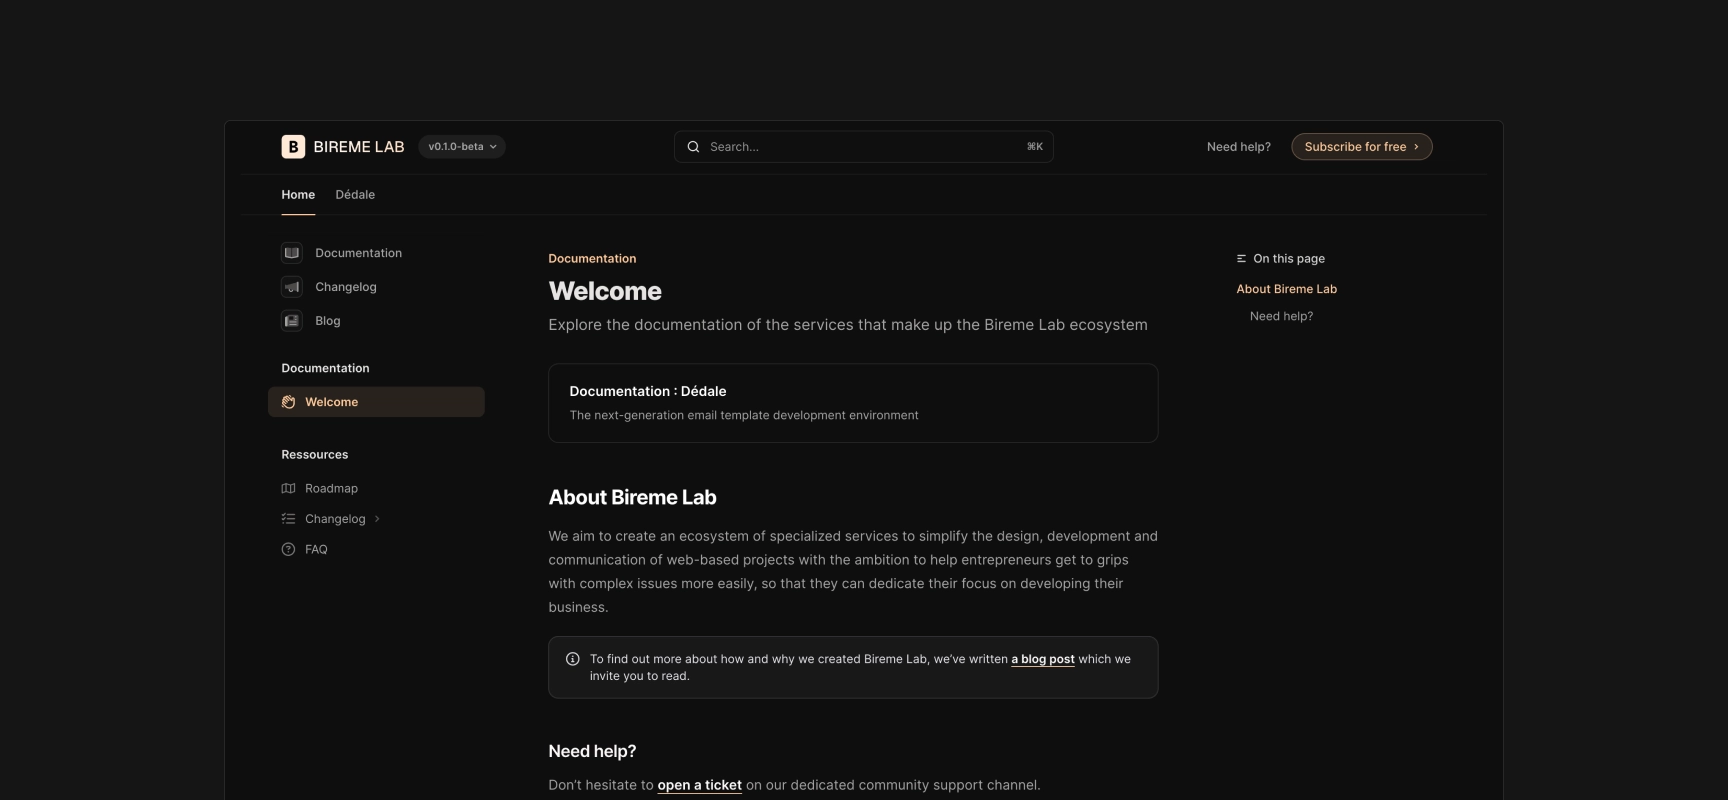 B BIREME LAB v0.1.0-beta Search... ⌘K Need help? Subscribe for free
Home Dédale
Documentation
Changelog
Blog
Documentation
Welcome
Ressources
Roadmap
Changelog
FAQ
Documentation
Welcome
Explore the documentation of the services that make up the Bireme Lab ecosystem
Documentation : Dédale
The next-generation email template development environment
About Bireme Lab
We aim to create an ecosystem of specialized services to simplify the design, development and
communication of web-based projects with the ambition to help entrepreneurs get to grips
with complex issues more easily, so that they can dedicate their focus on developing their
business.
To find out more about how and why we created Bireme Lab, we've written a blog post which we
invite you to read.
Need help?
Don't hesitate to open a ticket on our dedicated community support channel.
On this page
About Bireme Lab
Need help?